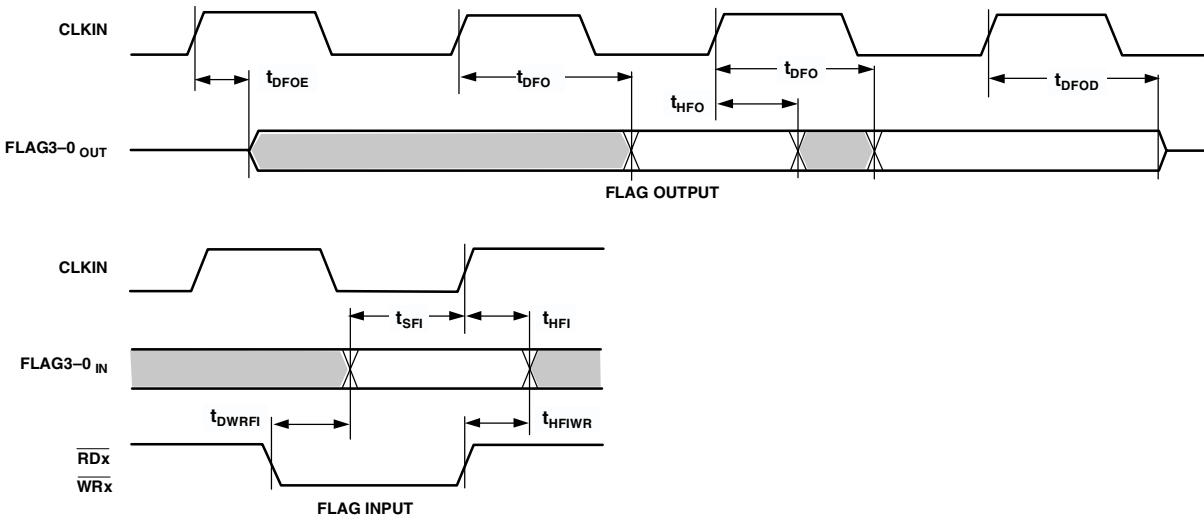 CLKIN
tDFOE
tDFO
tDFO
tHFO
tDFOD
FLAG3–0 OUT
FLAG OUTPUT
CLKIN
tSFI
tHFI
FLAG3–0 IN
tDWRFI
tHFIWR
RDx
WRx
FLAG INPUT